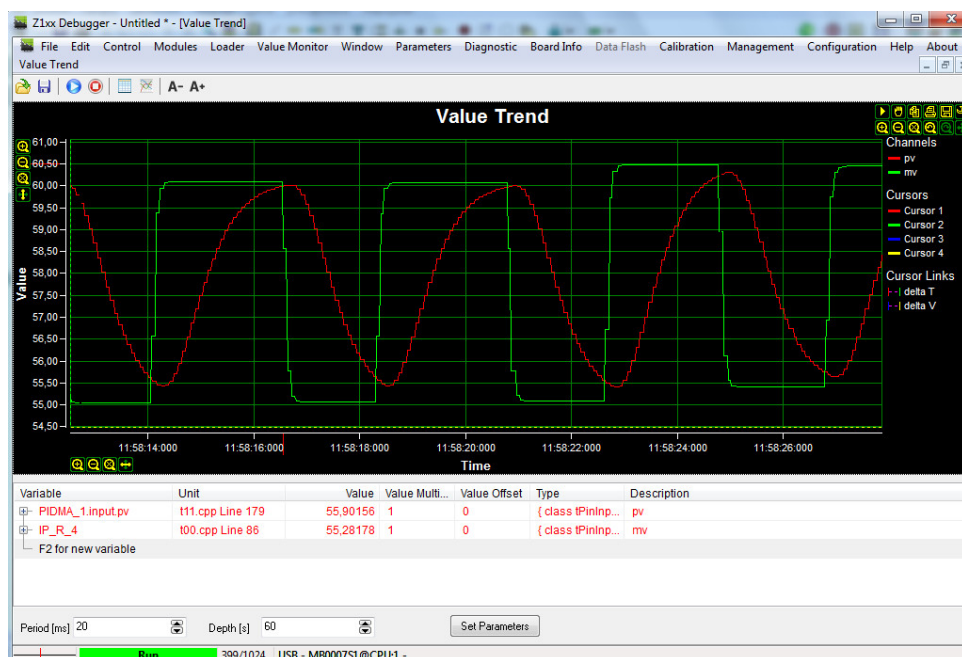 Z1xx Debugger - Untitled * - [Value Trend]
File Edit Control Modules Loader Value Monitor Window Parameters Diagnostic Board Info Data Flash Calibration Management Configuration Help About
Value Trend
A- A+
Value Trend
61,00
60,50
60,00
59,50
59,00
58,50
58,00
57,50
57,00
56,50
56,00
55,50
55,00
54,50
Value
11:58:14:000 11:58:16:000 11:58:18:000 11:58:20:000 11:58:22:000 11:58:24:000 11:58:26:000
Time
Channels
pv
mv
Cursors
Cursor 1
Cursor 2
Cursor 3
Cursor 4
Cursor Links
delta T
delta V
Variable Unit Value Value Multi... Value Offset Type Description
PIDMA_1.input.pv t11.cpp Line 179 55,90156 1 0 { class tPinInp... pv
IP_R_4 t00.cpp Line 86 55,28178 1 0 { class tPinInp... mv
F2 for new variable
Period [ms] 20 Depth [s] 60 Set Parameters
Run 399/1024 USB - MB0007S1@CPU:1 -